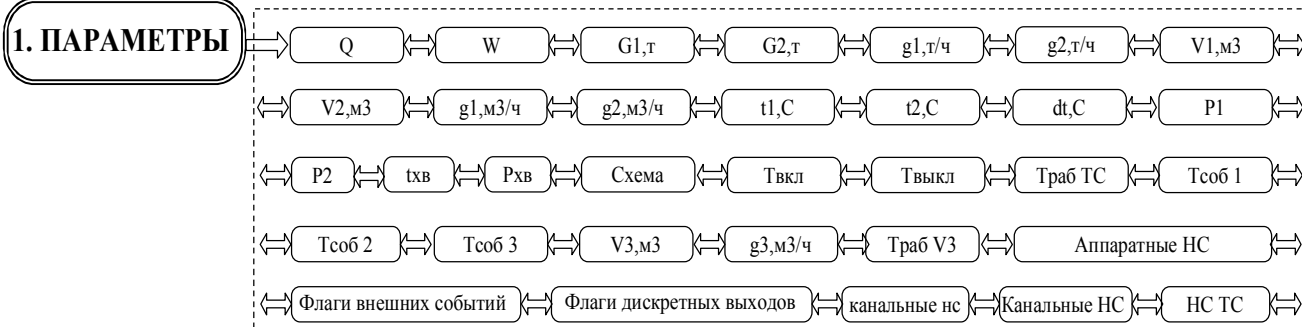 1. ПАРАМЕТРЫ
Q W G1,т G2,т g1,т/ч g2,т/ч V1,м3
V2,м3 g1,м3/ч g2,м3/ч t1,C t2,C dt,C P1
P2 tхв Pхв Схема Твкл Твыкл Траб ТС Тсоб 1
Тсоб 2 Тсоб 3 V3,м3 g3,м3/ч Траб V3 Аппаратные НС
Флаги внешних событий Флаги дискретных выходов канальные нс Канальные НС НС ТС